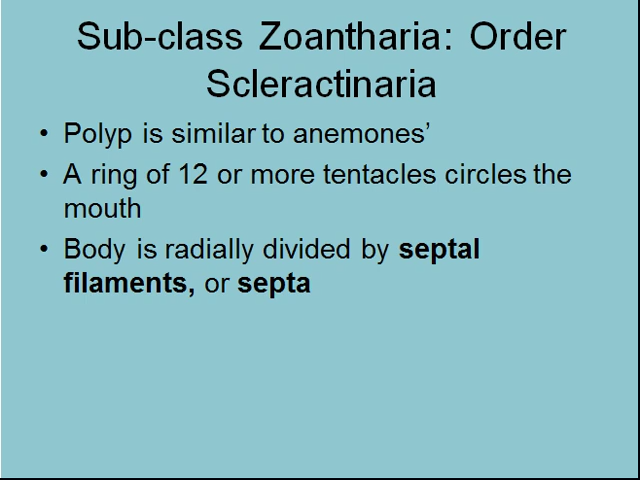 Sub-class Zoantharia: Order
Scleractinaria
• Polyp is similar to anemones’
• A ring of 12 or more tentacles circles the
mouth
• Body is radially divided by septal
filaments, or septa